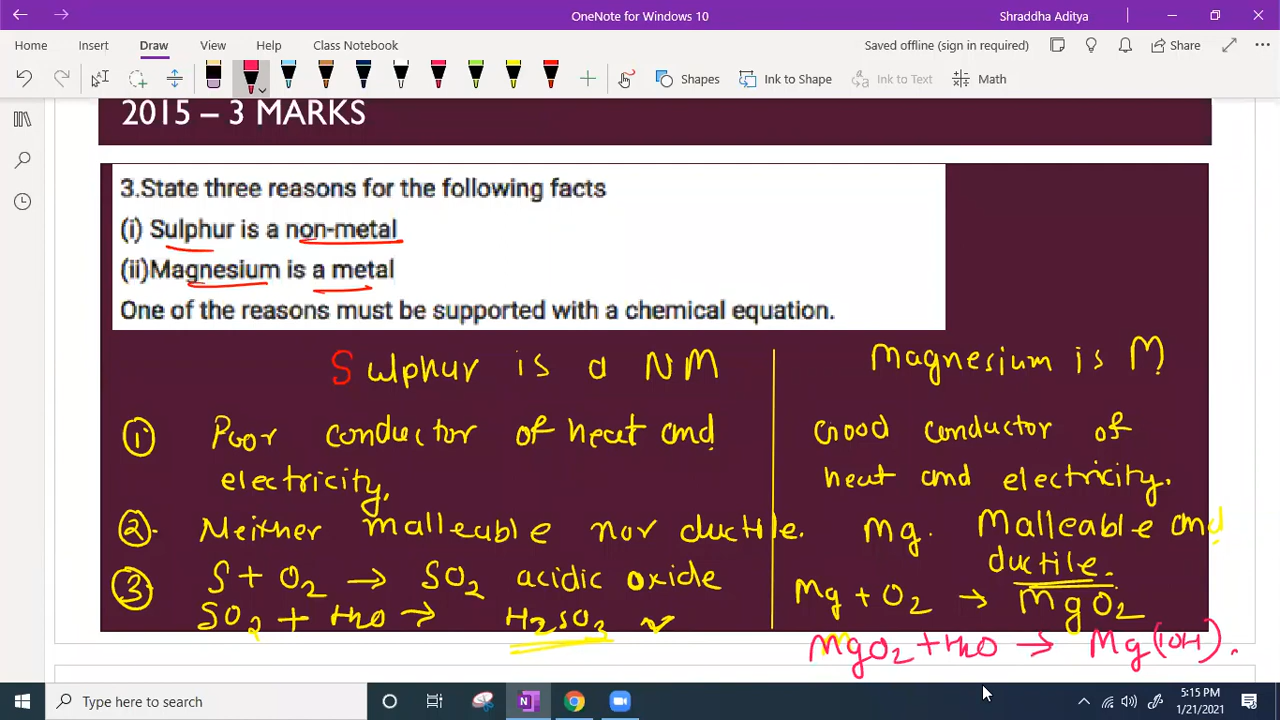 OneNote for Windows 10
Shraddha Aditya
Home Insert Draw View Help Class Notebook
Saved offline (sign in required)
Share
Shapes
Ink to Shape
Ink to Text
Math
2015 – 3 MARKS
3.State three reasons for the following facts
(i) Sulphur is a non-metal
(ii)Magnesium is a metal
One of the reasons must be supported with a chemical equation.
Sulphur is a NM
① Poor conductor of heat and
electricity,
②. Neither malleable nor ductile.
③ S + O2 → SO2 acidic oxide
SO2 + H2O → H2SO3
Magnesium is M
Good conductor of
heat and electricity.
Mg. Malleable and
ductile.
Mg + O2 → MgO2
MgO2 + H2O → Mg(OH).
Type here to search
5:15 PM
1/21/2021